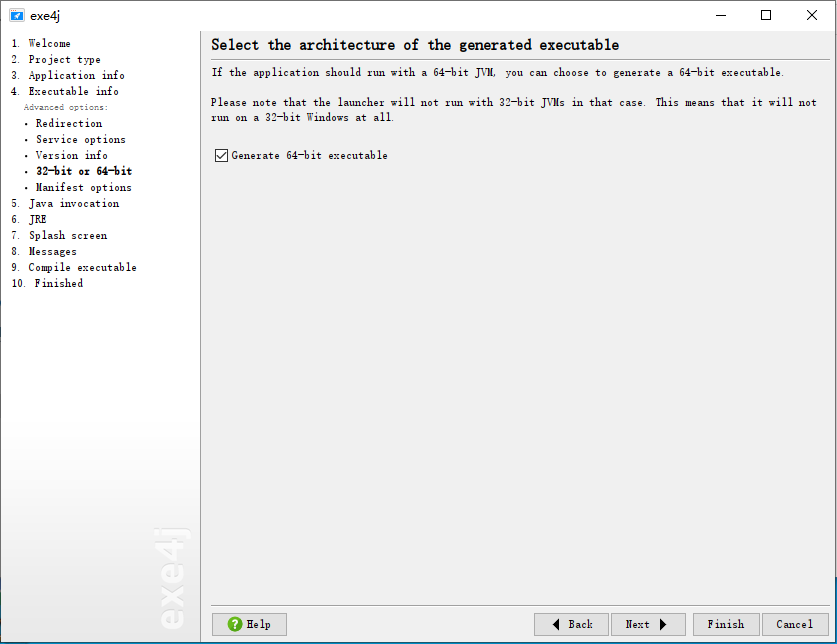 exe4j
1. Welcome
2. Project type
3. Application info
4. Executable info
Advanced options:
• Redirection
• Service options
• Version info
• 32-bit or 64-bit
• Manifest options
5. Java invocation
6. JRE
7. Splash screen
8. Messages
9. Compile executable
10. Finished
exe4j
Select the architecture of the generated executable
If the application should run with a 64-bit JVM, you can choose to generate a 64-bit executable.
Please note that the launcher will not run with 32-bit JVMs in that case. This means that it will not
run on a 32-bit Windows at all.
Generate 64-bit executable
? Help
Back
Next
Finish
Cancel